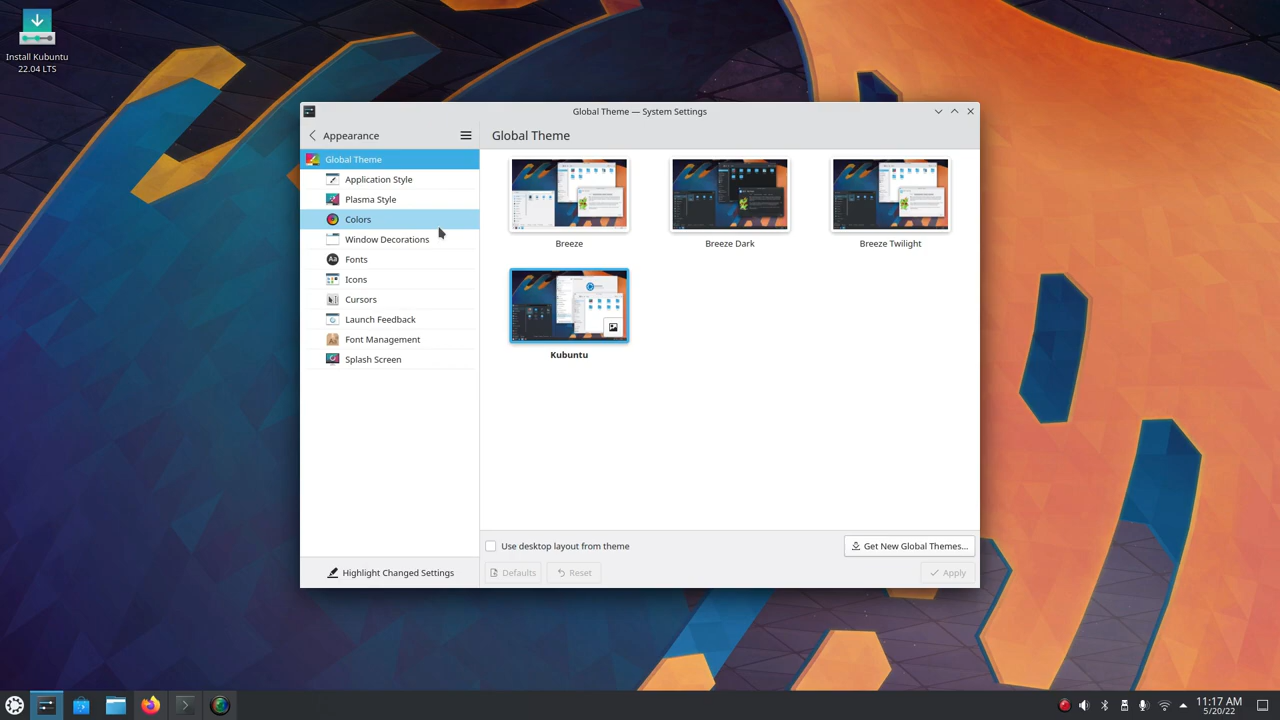 Install Kubuntu
22.04 LTS
Global Theme — System Settings
Appearance
Global Theme
Global Theme
Application Style
Plasma Style
Colors
Window Decorations
Fonts
Icons
Cursors
Launch Feedback
Font Management
Splash Screen
Highlight Changed Settings
Breeze
Breeze Dark
Breeze Twilight
Kubuntu
Use desktop layout from theme
Get New Global Themes...
Defaults
Reset
Apply
11:17 AM
5/20/22